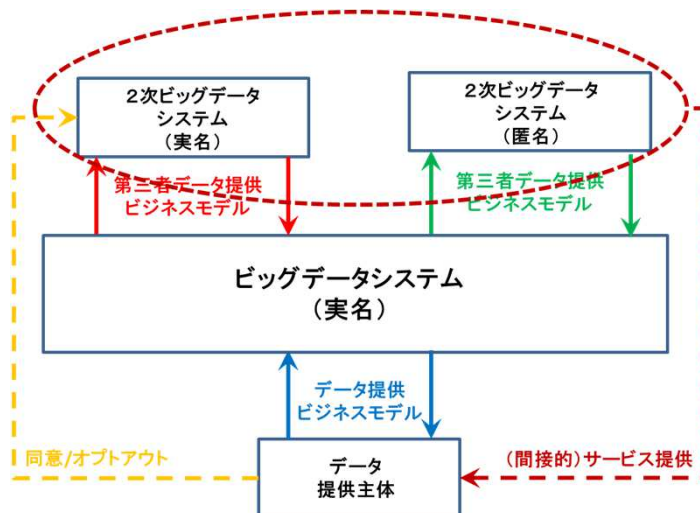 2次ビッグデータ
システム
(実名)
2次ビッグデータ
システム
(匿名)
第三者データ提供
ビジネスモデル
第三者データ提供
ビジネスモデル
ビッグデータシステム
(実名)
データ提供
ビジネスモデル
同意/オプトアウト
データ
提供主体
(間接的)サービス提供